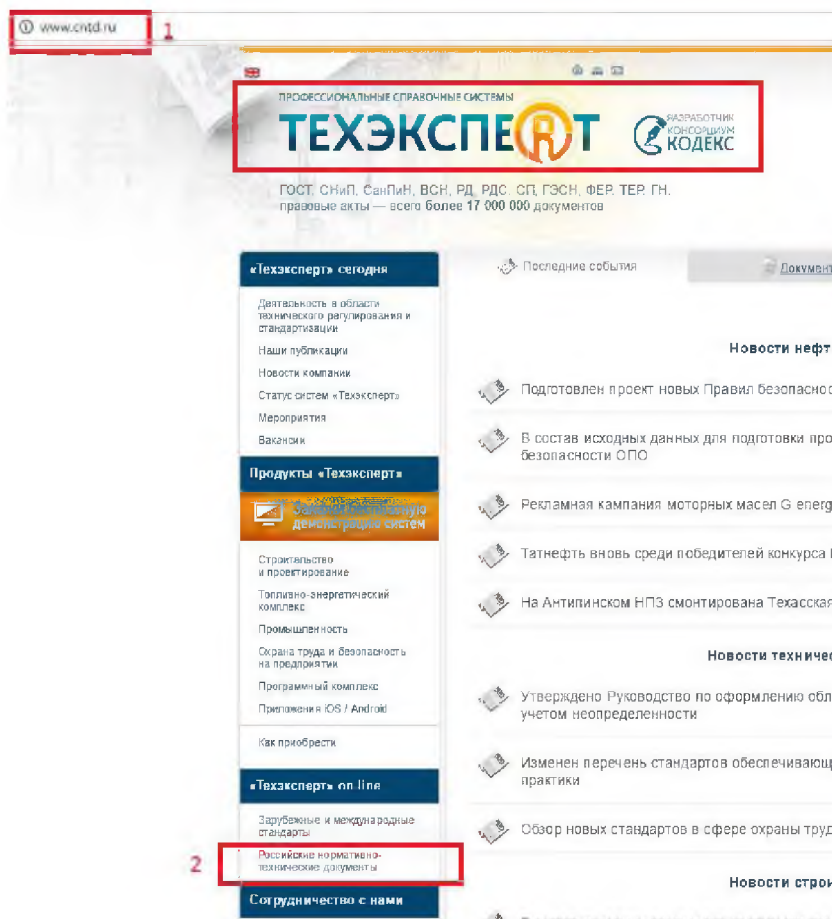 www.cntd.ru
1
ПРОФЕССИОНАЛЬНЫЕ СПРАВОЧНЫЕ СИСТЕМЫ
ТЕХЭКСПЕRТ
РАЗРАБОТЧИК
КОНСОРЦИУМ
КОДЕКС
ГОСТ, СНиП, СанПиН, ВСН, РД, РДС, СП, ГЭСН, ФЕР, ТЕР, ГН,
правовые акты — всего более 17 000 000 документов
«Техэксперт» сегодня
Деятельность в области
технического регулирования и
стандартизации
Наши публикации
Новости компании
Статус систем «Техэксперт»
Мероприятия
Вакансии
Продукты «Техэксперт»
демонстрацию систем
Строительство
и проектирование
Топливно-энергетический
комплекс
Промышленность
Охрана труда и безопасность
на предприятии
Программный комплекс
Приложения iOS / Android
Как приобрести
«Техэксперт» on-line
Зарубежные и международные
стандарты
2
Российские нормативно-
технические документы
Сотрудничество с нами
Последние события
Документ
Новости нефт
Подготовлен проект новых Правил безопаснос
В состав исходных данных для подготовки про
безопасности ОПО
Рекламная кампания моторных масел G energ
Татнефть вновь среди победителей конкурса
На Антипинском НПЗ смонтирована Техасская
Новости техничес
Утверждено Руководство по оформлению обл
учетом неопределенности
Изменен перечень стандартов обеспечивающ
практики
Обзор новых стандартов в сфере охраны труд
Новости строи